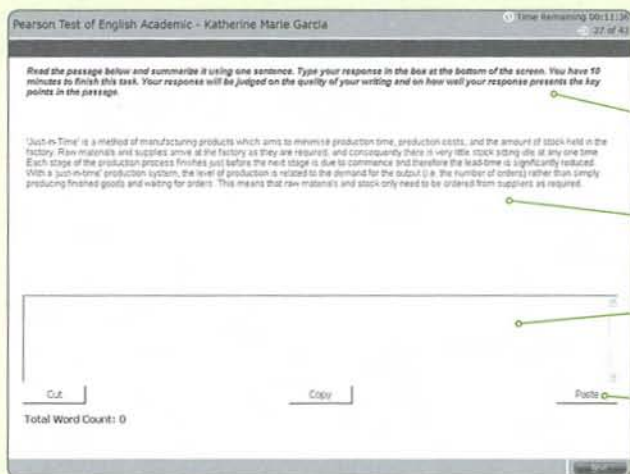 Pearson Test of English Academic - Katherine Marie Garcia
Time Remaining 00:11:36
27 of 43
Read the passage below and summarize it using one sentence. Type your response in the box at the bottom of the screen. You have 10
minutes to finish this task. Your response will be judged on the quality of your writing and on how well your response presents the key
points in the passage.
'Just-in-Time' is a method of manufacturing products which aims to minimise production time, production costs, and the amount of stock held in the
factory. Raw materials and supplies arrive at the factory as they are required, and consequently there is very little stock sitting idle at any one time.
Each stage of the production process finishes just before the next stage is due to commence and therefore the lead-time is significantly reduced.
With a 'just-in-time' production system, the level of production is related to the demand for the output (i.e. the number of orders) rather than simply
producing finished goods and waiting for orders. This means that raw materials and stock only need to be ordered from suppliers as required.
Cut
Copy
Paste
Total Word Count: 0